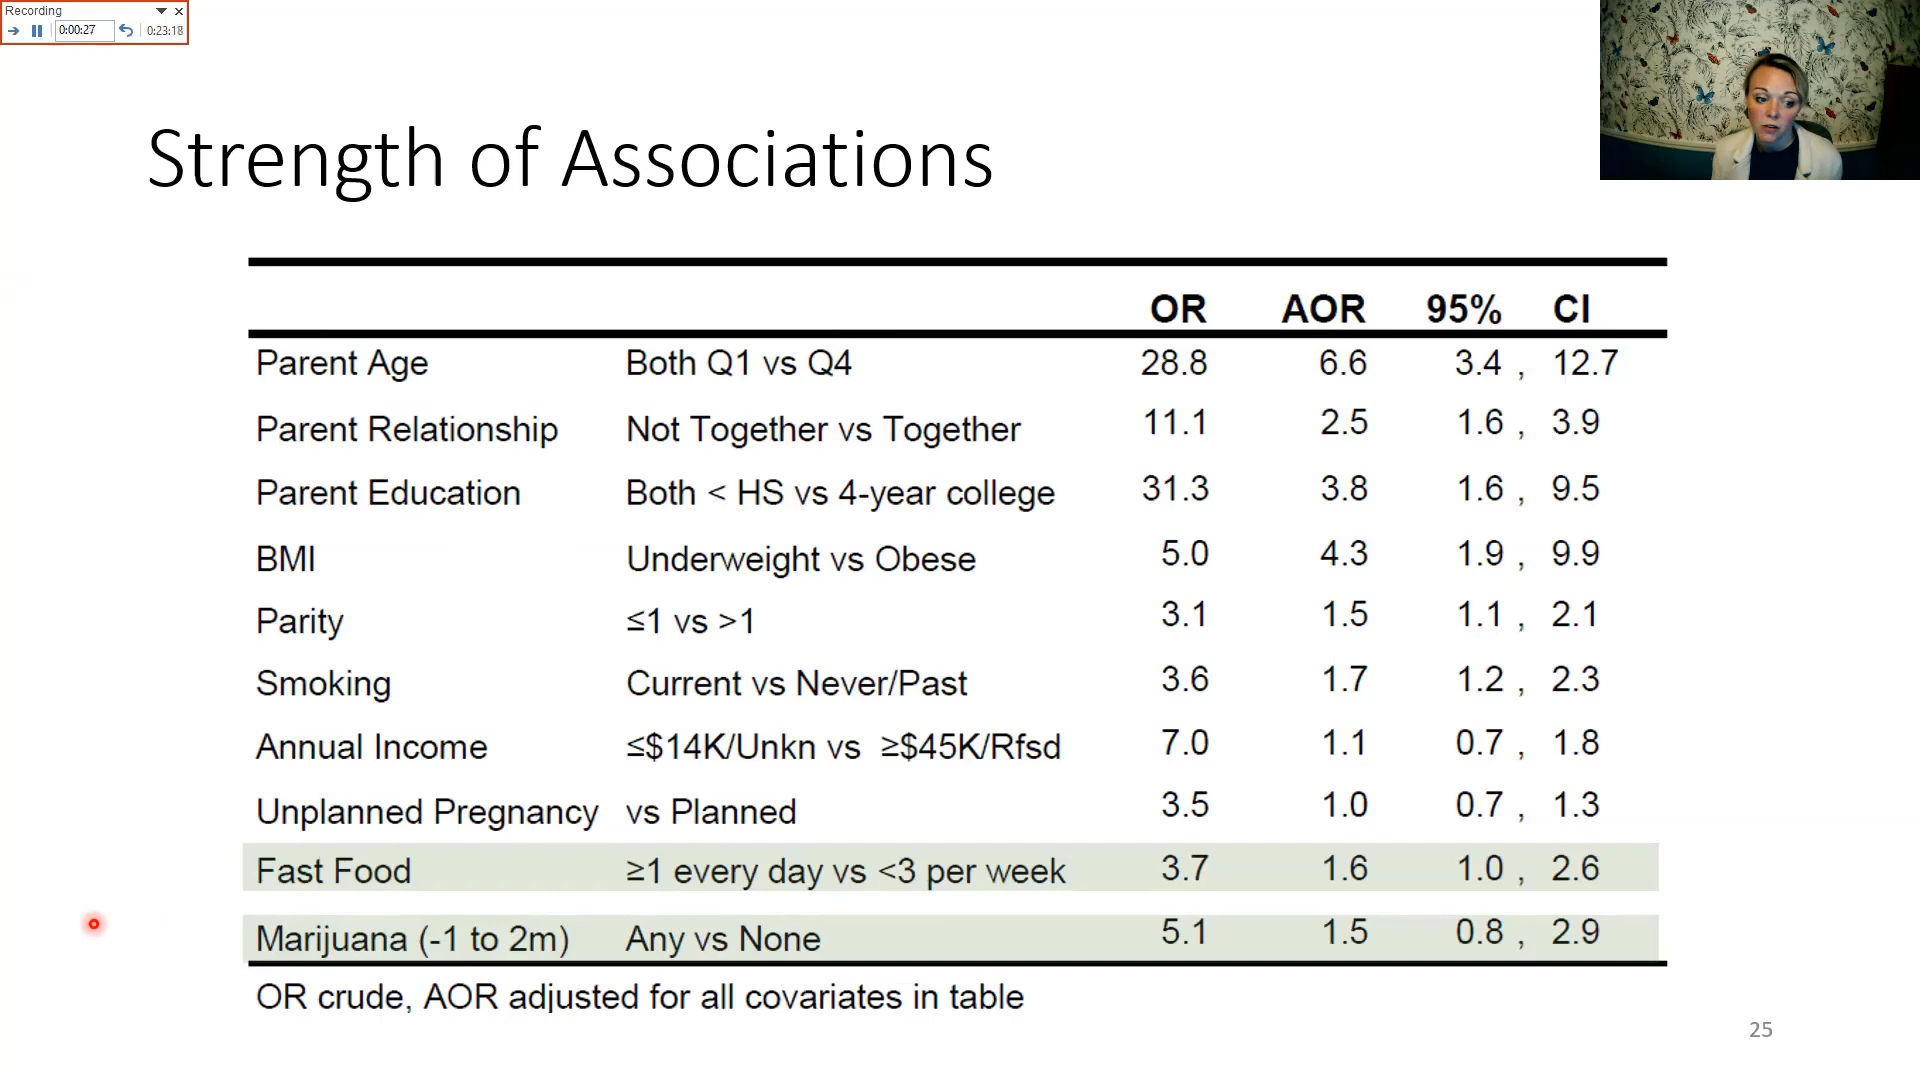 Recording
0:00:27 0:23:18
Strength of Associations
OR AOR 95% CI
Parent Age Both Q1 vs Q4 28.8 6.6 3.4 , 12.7
Parent Relationship Not Together vs Together 11.1 2.5 1.6 , 3.9
Parent Education Both < HS vs 4-year college 31.3 3.8 1.6 , 9.5
BMI Underweight vs Obese 5.0 4.3 1.9 , 9.9
Parity ≤1 vs >1 3.1 1.5 1.1 , 2.1
Smoking Current vs Never/Past 3.6 1.7 1.2 , 2.3
Annual Income ≤$14K/Unkn vs ≥$45K/Rfsd 7.0 1.1 0.7 , 1.8
Unplanned Pregnancy vs Planned 3.5 1.0 0.7 , 1.3
Fast Food ≥1 every day vs <3 per week 3.7 1.6 1.0 , 2.6
Marijuana (-1 to 2m) Any vs None 5.1 1.5 0.8 , 2.9
OR crude, AOR adjusted for all covariates in table
25